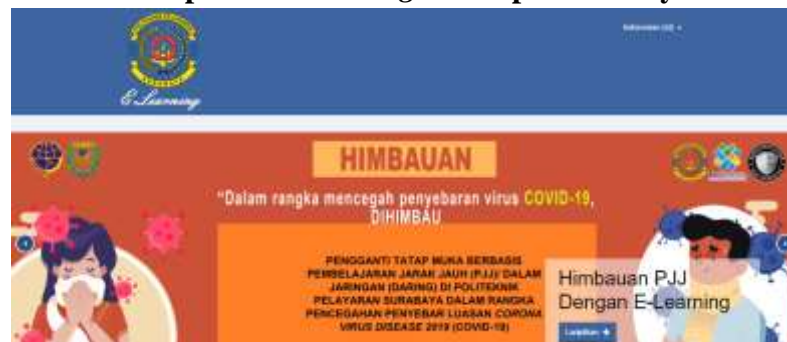 E-Learning
HIMBAUAN
"Dalam rangka mencegah penyebaran virus COVID-19,
DIHIMBAU
PENGGANTI TATAP MUKA BERBASIS
PEMBELAJARAN JARAK JAUH (PJJ)/ DALAM
JARINGAN (DARING) DI POLITEKNIK
PELAYARAN SURABAYA DALAM RANGKA
PENCEGAHAN PENYEBAR LUASAN CORONA
VIRUS DISEASE 2019 (COVID-19)
Himbauan PJJ
Dengan E-Learning